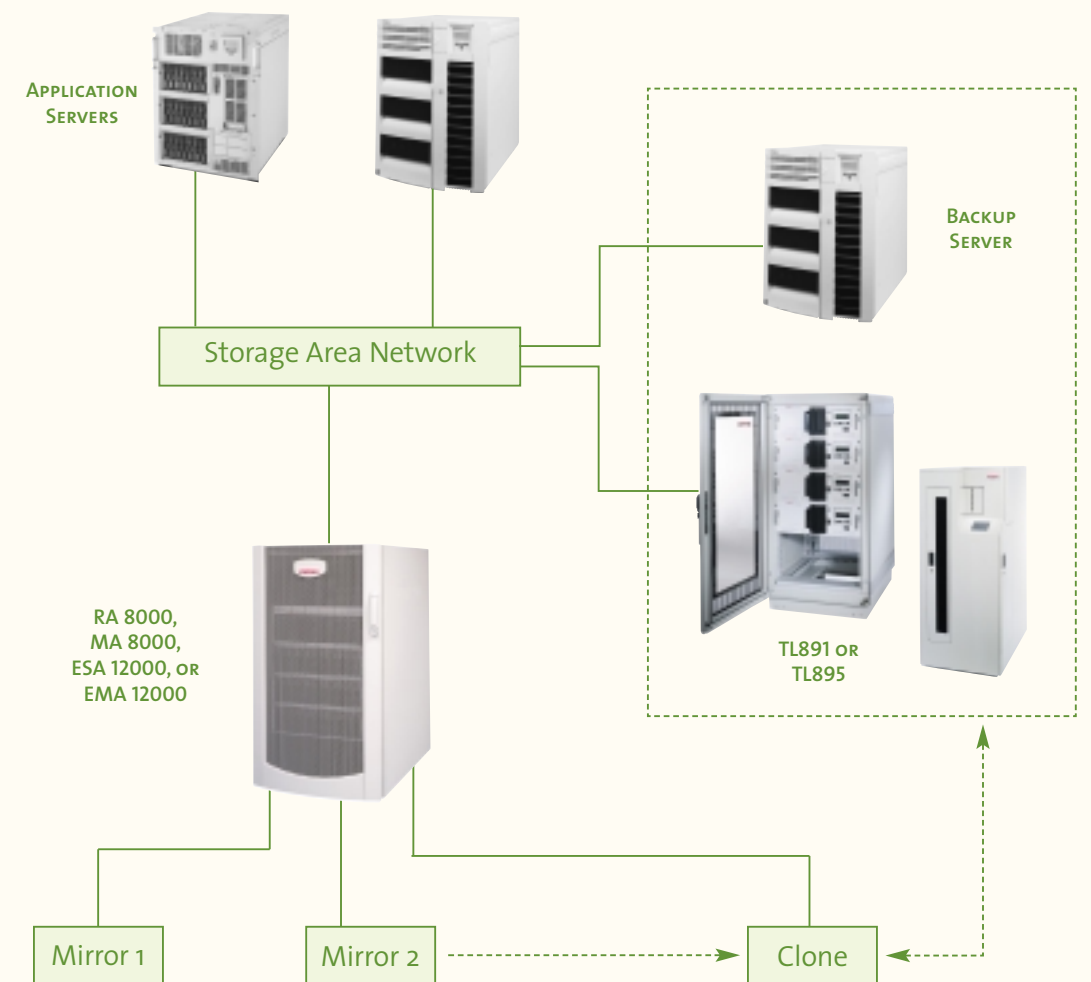 Application
Servers
Backup
Server
Storage Area Network
RA 8000,
MA 8000,
ESA 12000, or
EMA 12000
TL891 or
TL895
Mirror 1
Mirror 2
Clone